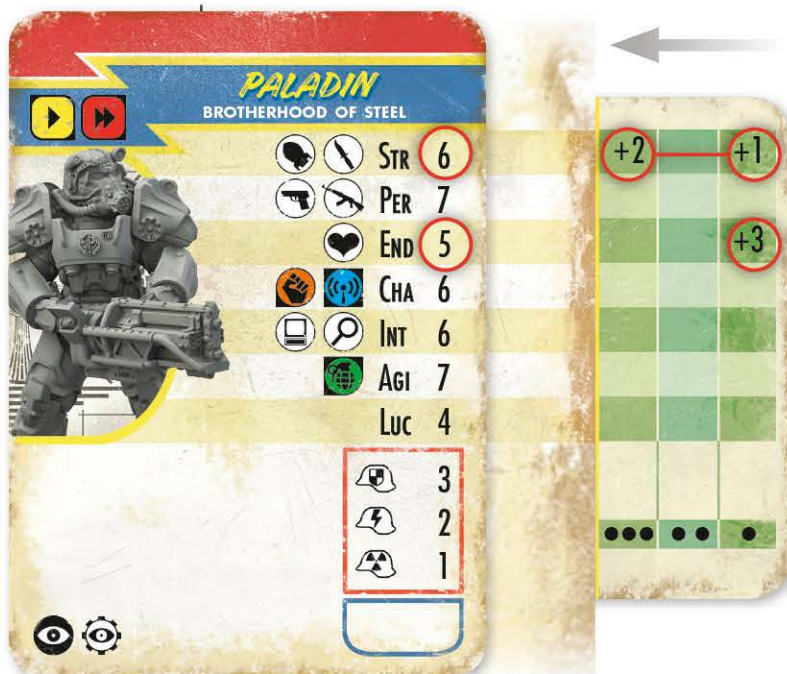 PALADIN
BROTHERHOOD OF STEEL
STR 6 +2 +1
PER 7
END 5 +3
CHA 6
INT 6
AGI 7
LUC 4
3
2
1